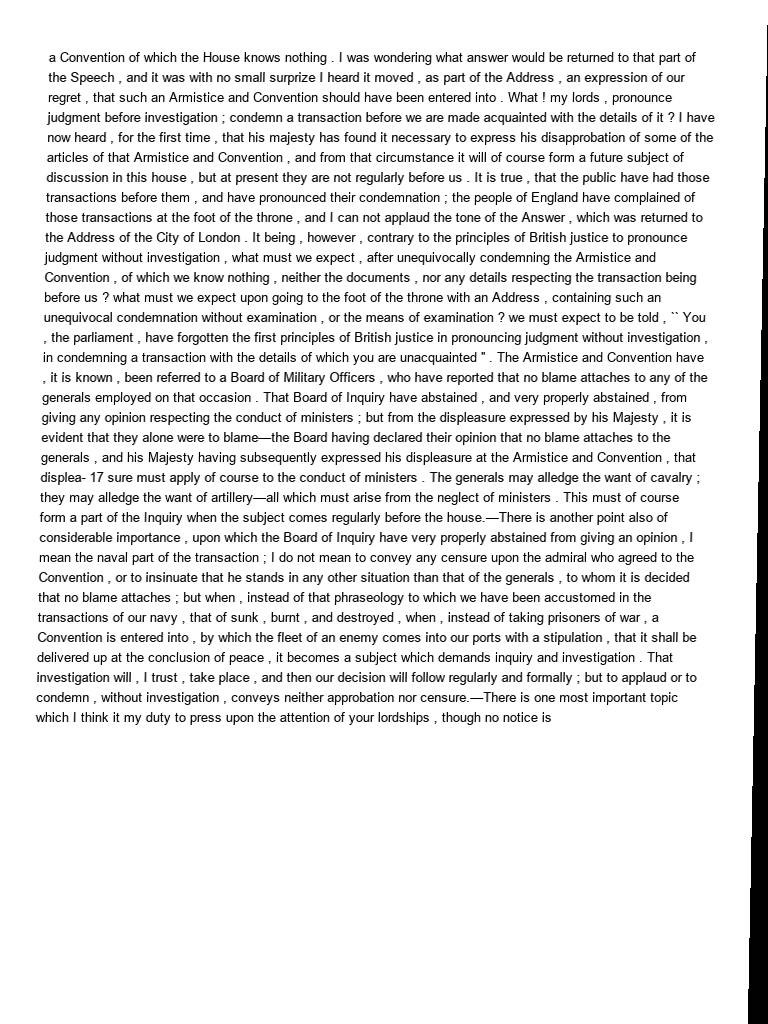 a Convention of which the House knows nothing . I was wondering what answer would be returned to that part of
the Speech , and it was with no small surprize I heard it moved , as part of the Address , an expression of our
regret , that such an Armistice and Convention should have been entered into . What ! my lords , pronounce
judgment before investigation ; condemn a transaction before we are made acquainted with the details of it ? I have
now heard , for the first time , that his majesty has found it necessary to express his disapprobation of some of the
articles of that Armistice and Convention , and from that circumstance it will of course form a future subject of
discussion in this house , but at present they are not regularly before us . It is true , that the public have had those
transactions before them , and have pronounced their condemnation ; the people of England have complained of
those transactions at the foot of the throne , and I can not applaud the tone of the Answer , which was returned to
the Address of the City of London . It being , however , contrary to the principles of British justice to pronounce
judgment without investigation , what must we expect , after unequivocally condemning the Armistice and
Convention , of which we know nothing , neither the documents , nor any details respecting the transaction being
before us ? what must we expect upon going to the foot of the throne with an Address , containing such an
unequivocal condemnation without examination , or the means of examination ? we must expect to be told , `` You
, the parliament , have forgotten the first principles of British justice in pronouncing judgment without investigation ,
in condemning a transaction with the details of which you are unacquainted " . The Armistice and Convention have
, it is known , been referred to a Board of Military Officers , who have reported that no blame attaches to any of the
generals employed on that occasion . That Board of Inquiry have abstained , and very properly abstained , from
giving any opinion respecting the conduct of ministers ; but from the displeasure expressed by his Majesty , it is
evident that they alone were to blame—the Board having declared their opinion that no blame attaches to the
generals , and his Majesty having subsequently expressed his displeasure at the Armistice and Convention , that
displea- 17 sure must apply of course to the conduct of ministers . The generals may alledge the want of cavalry ;
they may alledge the want of artillery—all which must arise from the neglect of ministers . This must of course
form a part of the Inquiry when the subject comes regularly before the house.—There is another point also of
considerable importance , upon which the Board of Inquiry have very properly abstained from giving an opinion , I
mean the naval part of the transaction ; I do not mean to convey any censure upon the admiral who agreed to the
Convention , or to insinuate that he stands in any other situation than that of the generals , to whom it is decided
that no blame attaches ; but when , instead of that phraseology to which we have been accustomed in the
transactions of our navy , that of sunk , burnt , and destroyed , when , instead of taking prisoners of war , a
Convention is entered into , by which the fleet of an enemy comes into our ports with a stipulation , that it shall be
delivered up at the conclusion of peace , it becomes a subject which demands inquiry and investigation . That
investigation will , I trust , take place , and then our decision will follow regularly and formally ; but to applaud or to
condemn , without investigation , conveys neither approbation nor censure.—There is one most important topic
which I think it my duty to press upon the attention of your lordships , though no notice is